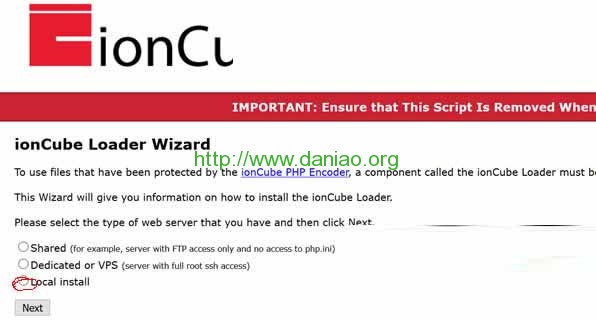 ionCu
IMPORTANT: Ensure that This Script Is Removed When
ionCube Loader Wizard
http://www.daniao.org
To use files that have been protected by the ionCube PHP Encoder, a component called the ionCube Loader must be
This Wizard will give you information on how to install the ionCube Loader.
Please select the type of web server that you have and then click Next.
Shared (for example, server with FTP access only and no access to php.ini)
Dedicated or VPS (server with full root ssh access)
Local install
Next